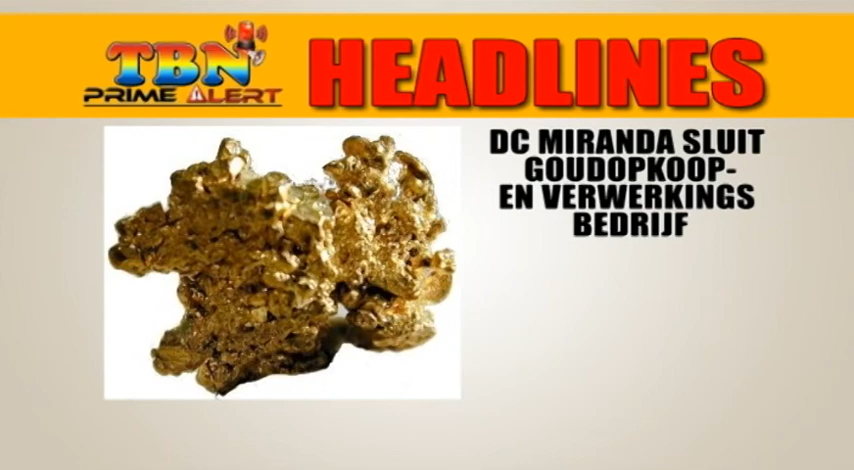 TBN
PRIME ALERT
HEADLINES
DC MIRANDA SLUIT
GOUDOPKOOP-
EN VERWERKINGS
BEDRIJF